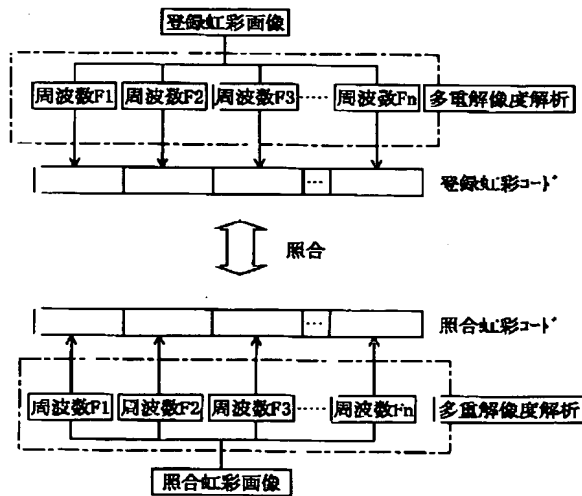 登録虹彩画像
周波数F1 周波数F2 周波数F3 ‥‥‥ 周波数Fn 多重解像度解析
… 登録虹彩コード
照合
… 照合虹彩コード
周波数F1 周波数F2 周波数F3 ‥‥‥ 周波数Fn 多重解像度解析
照合虹彩画像